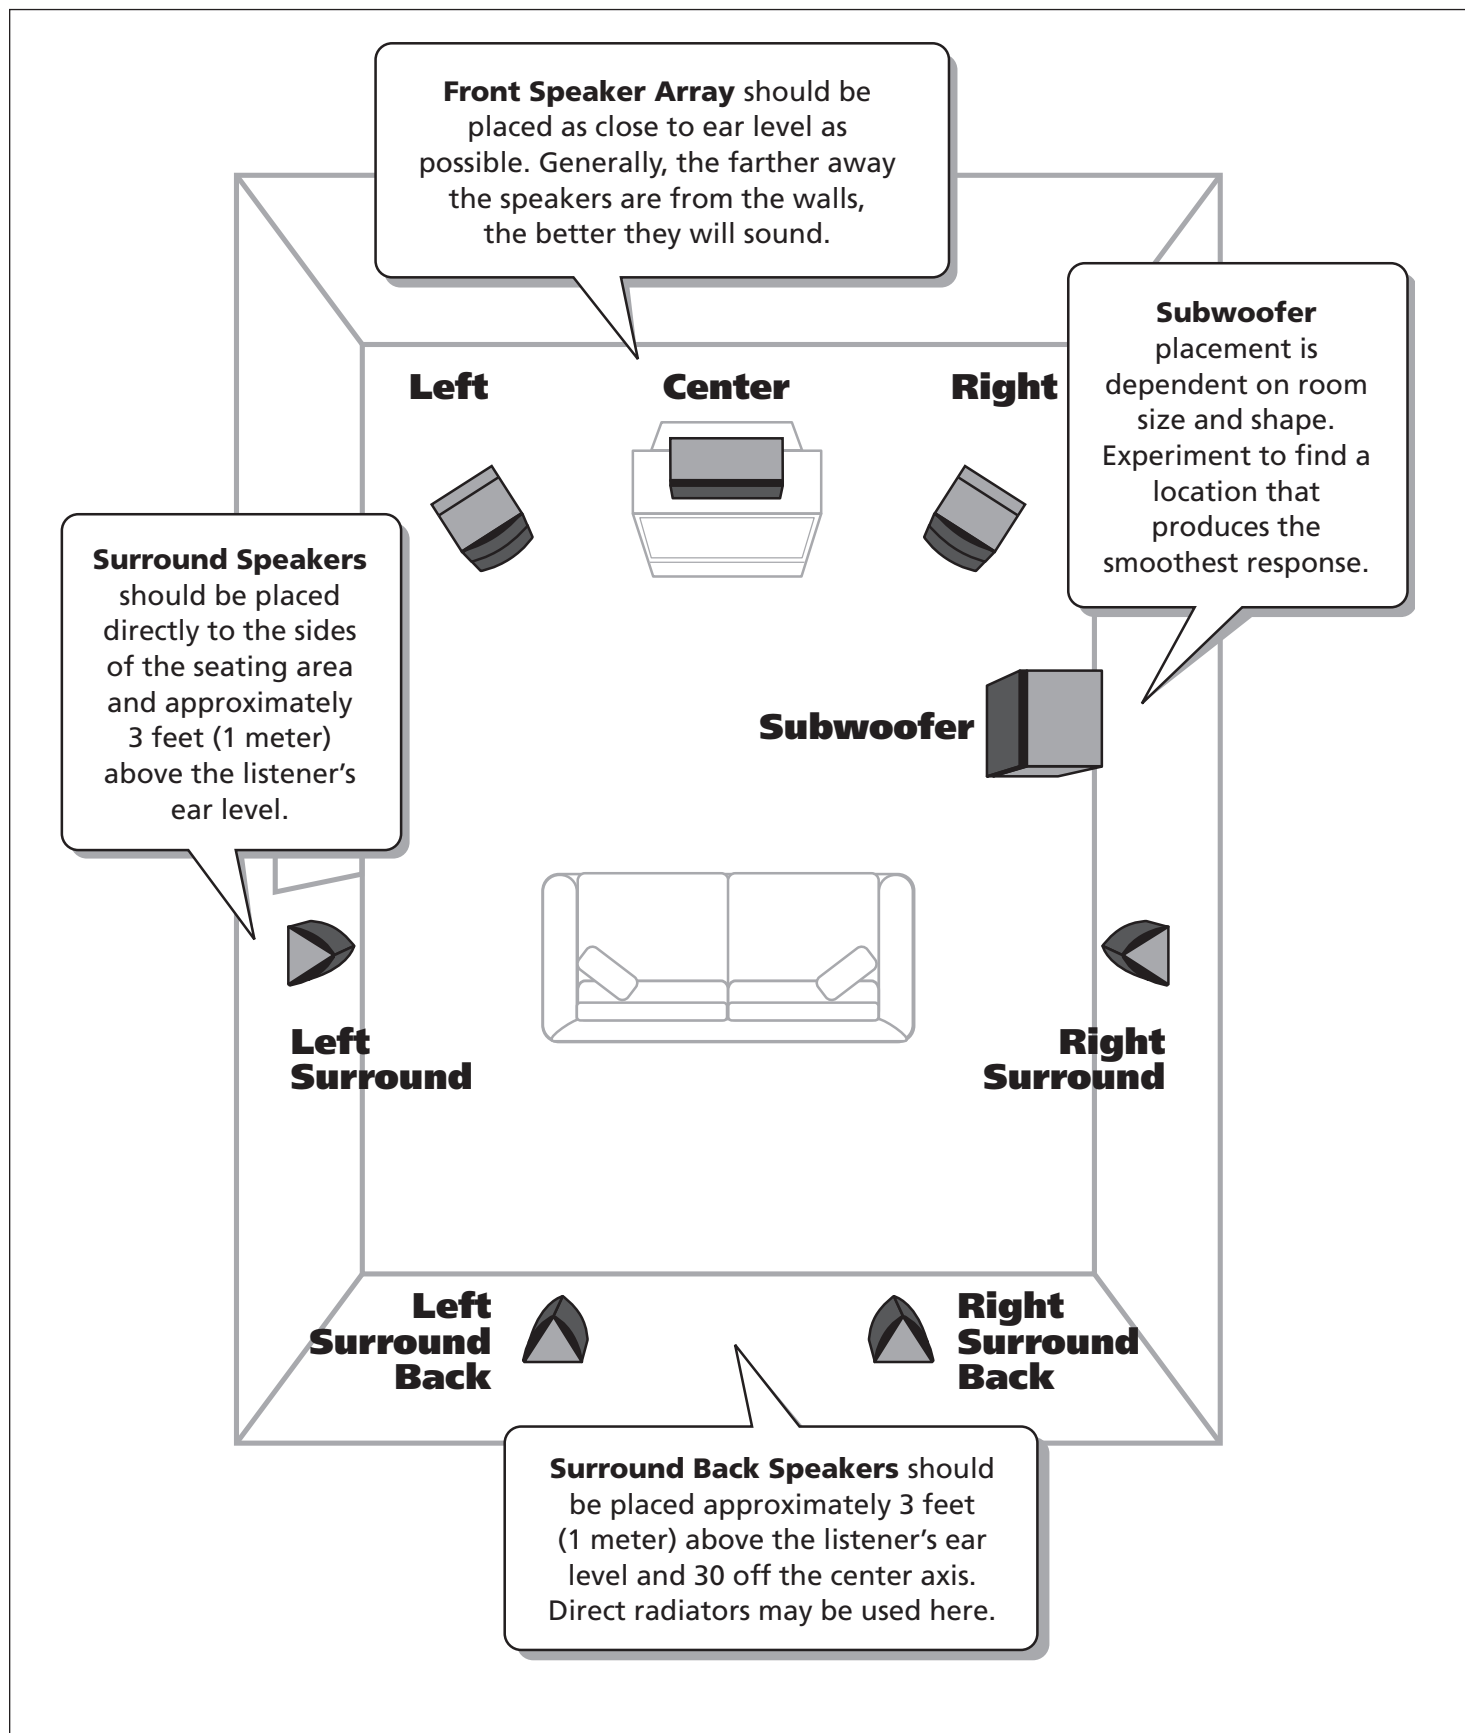 Front Speaker Array should be
placed as close to ear level as
possible. Generally, the farther away
the speakers are from the walls,
the better they will sound.
Subwoofer
placement is
dependent on room
size and shape.
Experiment to find a
location that
produces the
smoothest response.
Left
Center
Right
Surround Speakers
should be placed
directly to the sides
of the seating area
and approximately
3 feet (1 meter)
above the listener’s
ear level.
Subwoofer
Left
Surround
Right
Surround
Left
Surround
Back
Right
Surround
Back
Surround Back Speakers should
be placed approximately 3 feet
(1 meter) above the listener’s ear
level and 30 off the center axis.
Direct radiators may be used here.